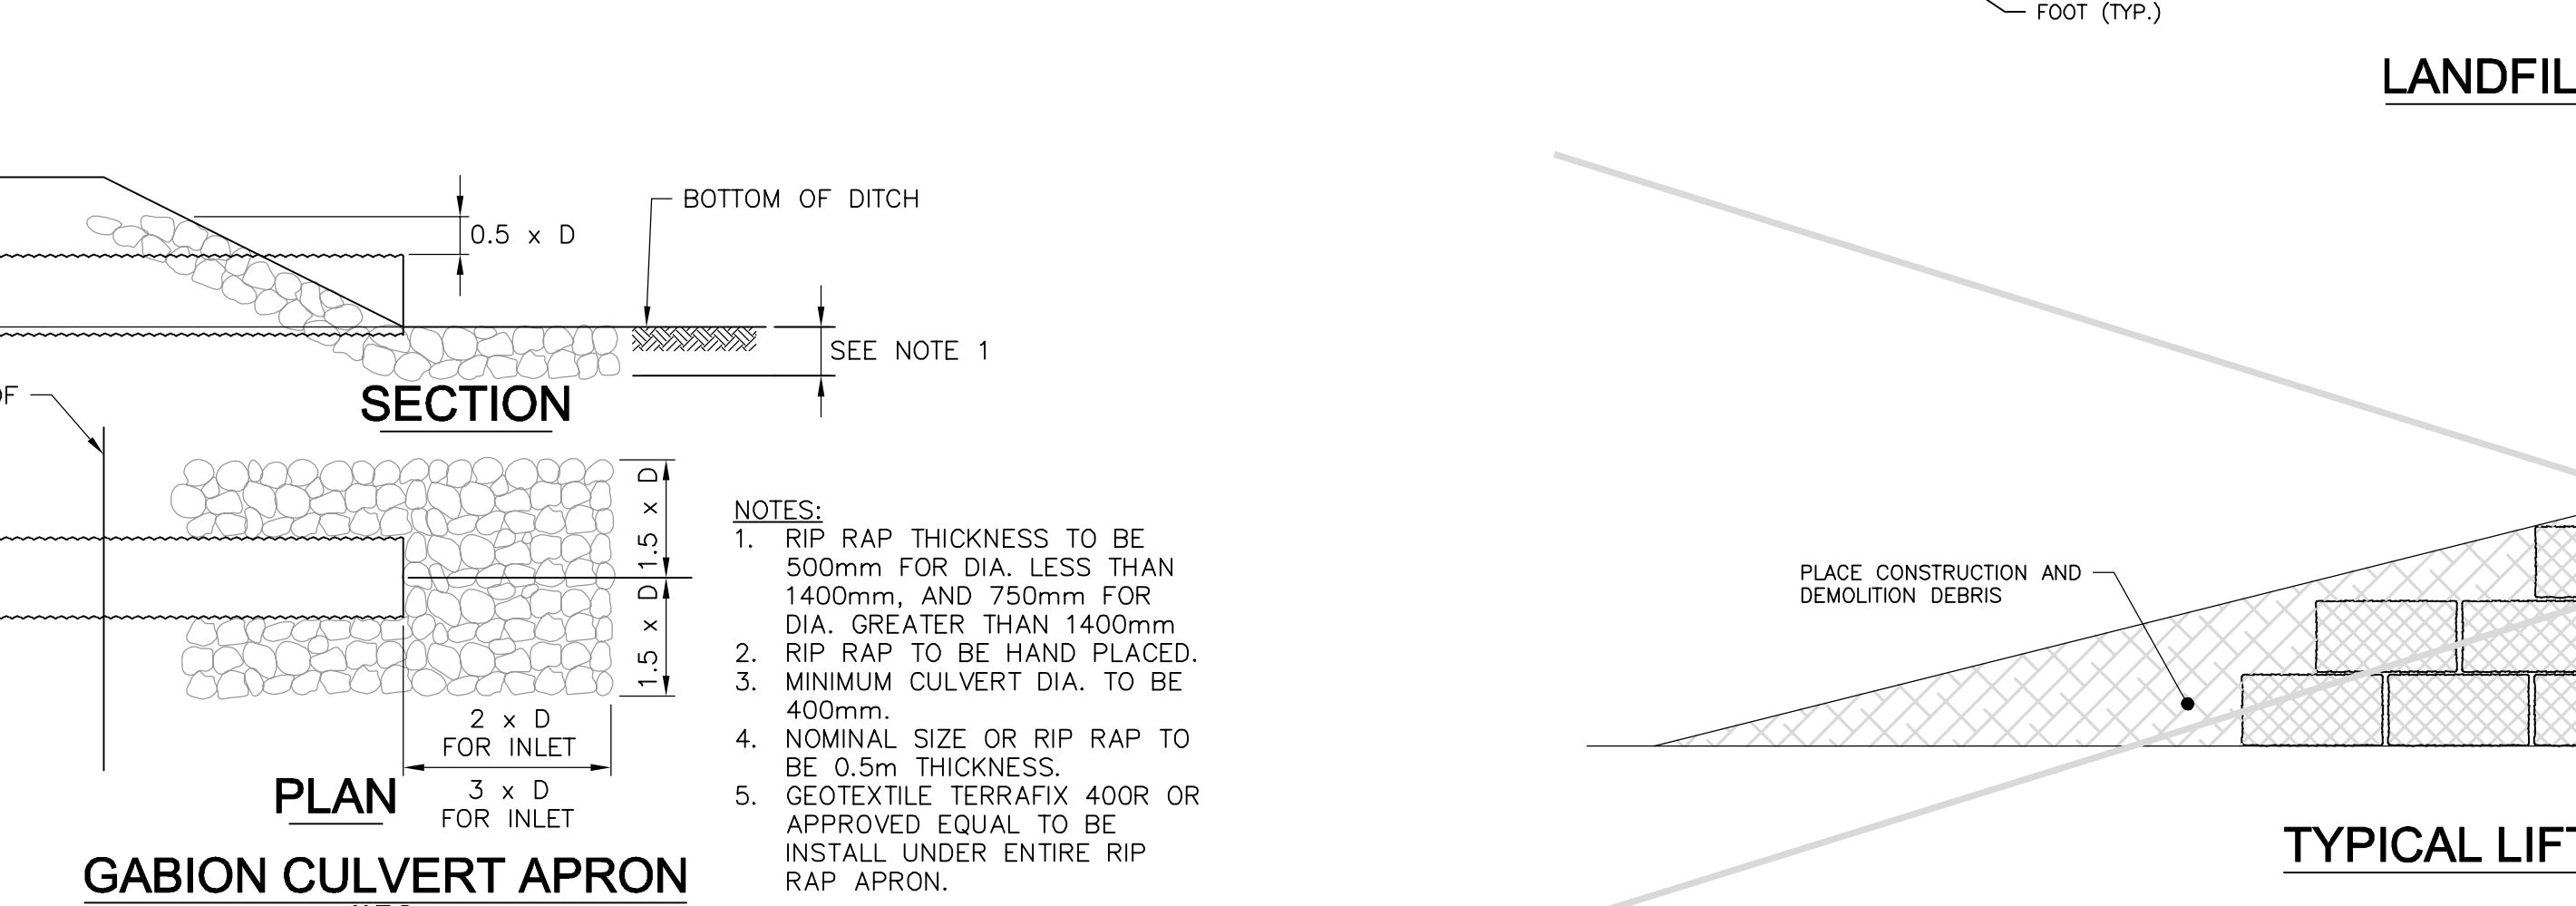 FOOT (TYP.)
LANDFIL
BOTTOM OF DITCH
0.5 x D
SEE NOTE 1
OF
SECTION
1.5 x D
1.5 x D
2 x D
FOR INLET
3 x D
FOR INLET
PLAN
GABION CULVERT APRON
NOTES:
1. RIP RAP THICKNESS TO BE
500mm FOR DIA. LESS THAN
1400mm, AND 750mm FOR
DIA. GREATER THAN 1400mm
2. RIP RAP TO BE HAND PLACED.
3. MINIMUM CULVERT DIA. TO BE
400mm.
4. NOMINAL SIZE OR RIP RAP TO
BE 0.5m THICKNESS.
5. GEOTEXTILE TERRAFIX 400R OR
APPROVED EQUAL TO BE
INSTALL UNDER ENTIRE RIP
RAP APRON.
PLACE CONSTRUCTION AND
DEMOLITION DEBRIS
TYPICAL LIFT